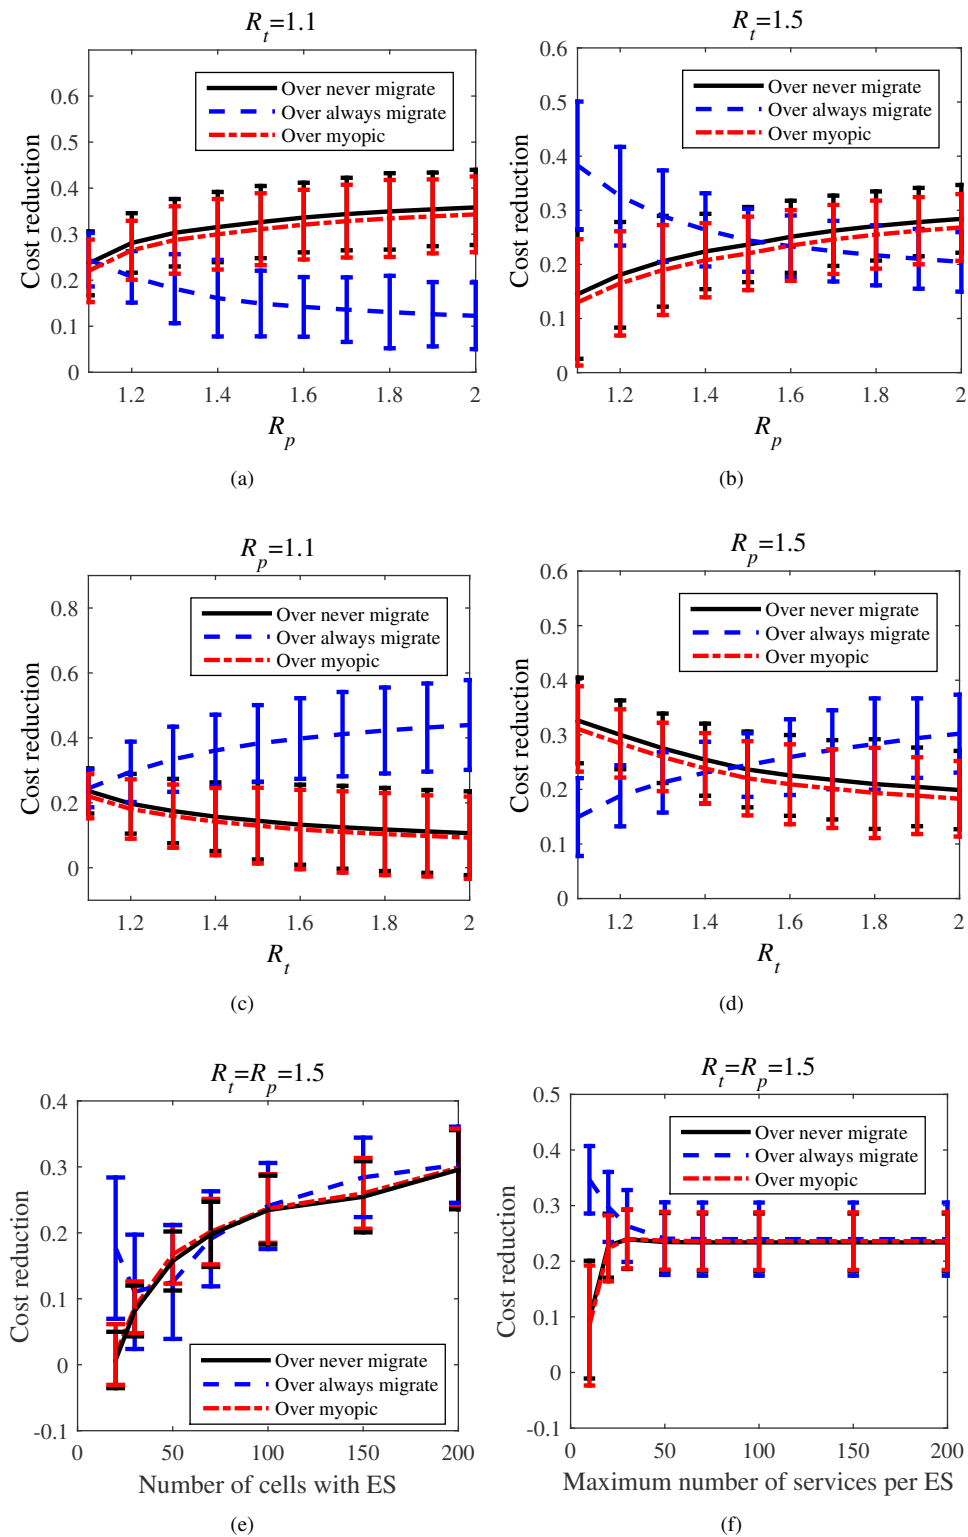 R_t=1.1
Cost reduction
0.6
0.5
0.4
0.3
0.2
0.1
0
Over never migrate
Over always migrate
Over myopic
1.2 1.4 1.6 1.8 2
R_p
(a)
R_t=1.5
Cost reduction
0.6
0.5
0.4
0.3
0.2
0.1
0
Over never migrate
Over always migrate
Over myopic
1.2 1.4 1.6 1.8 2
R_p
(b)
R_p=1.1
Cost reduction
0.8
0.6
0.4
0.2
0
Over never migrate
Over always migrate
Over myopic
1.2 1.4 1.6 1.8 2
R_t
(c)
R_p=1.5
Cost reduction
0.6
0.5
0.4
0.3
0.2
0.1
0
Over never migrate
Over always migrate
Over myopic
1.2 1.4 1.6 1.8 2
R_t
(d)
R_t=R_p=1.5
Cost reduction
0.4
0.3
0.2
0.1
0
-0.1
Over never migrate
Over always migrate
Over myopic
0 50 100 150 200
Number of cells with ES
(e)
R_t=R_p=1.5
Cost reduction
0.5
0.4
0.3
0.2
0.1
0
-0.1
Over never migrate
Over always migrate
Over myopic
0 50 100 150 200
Maximum number of services per ES
(f)